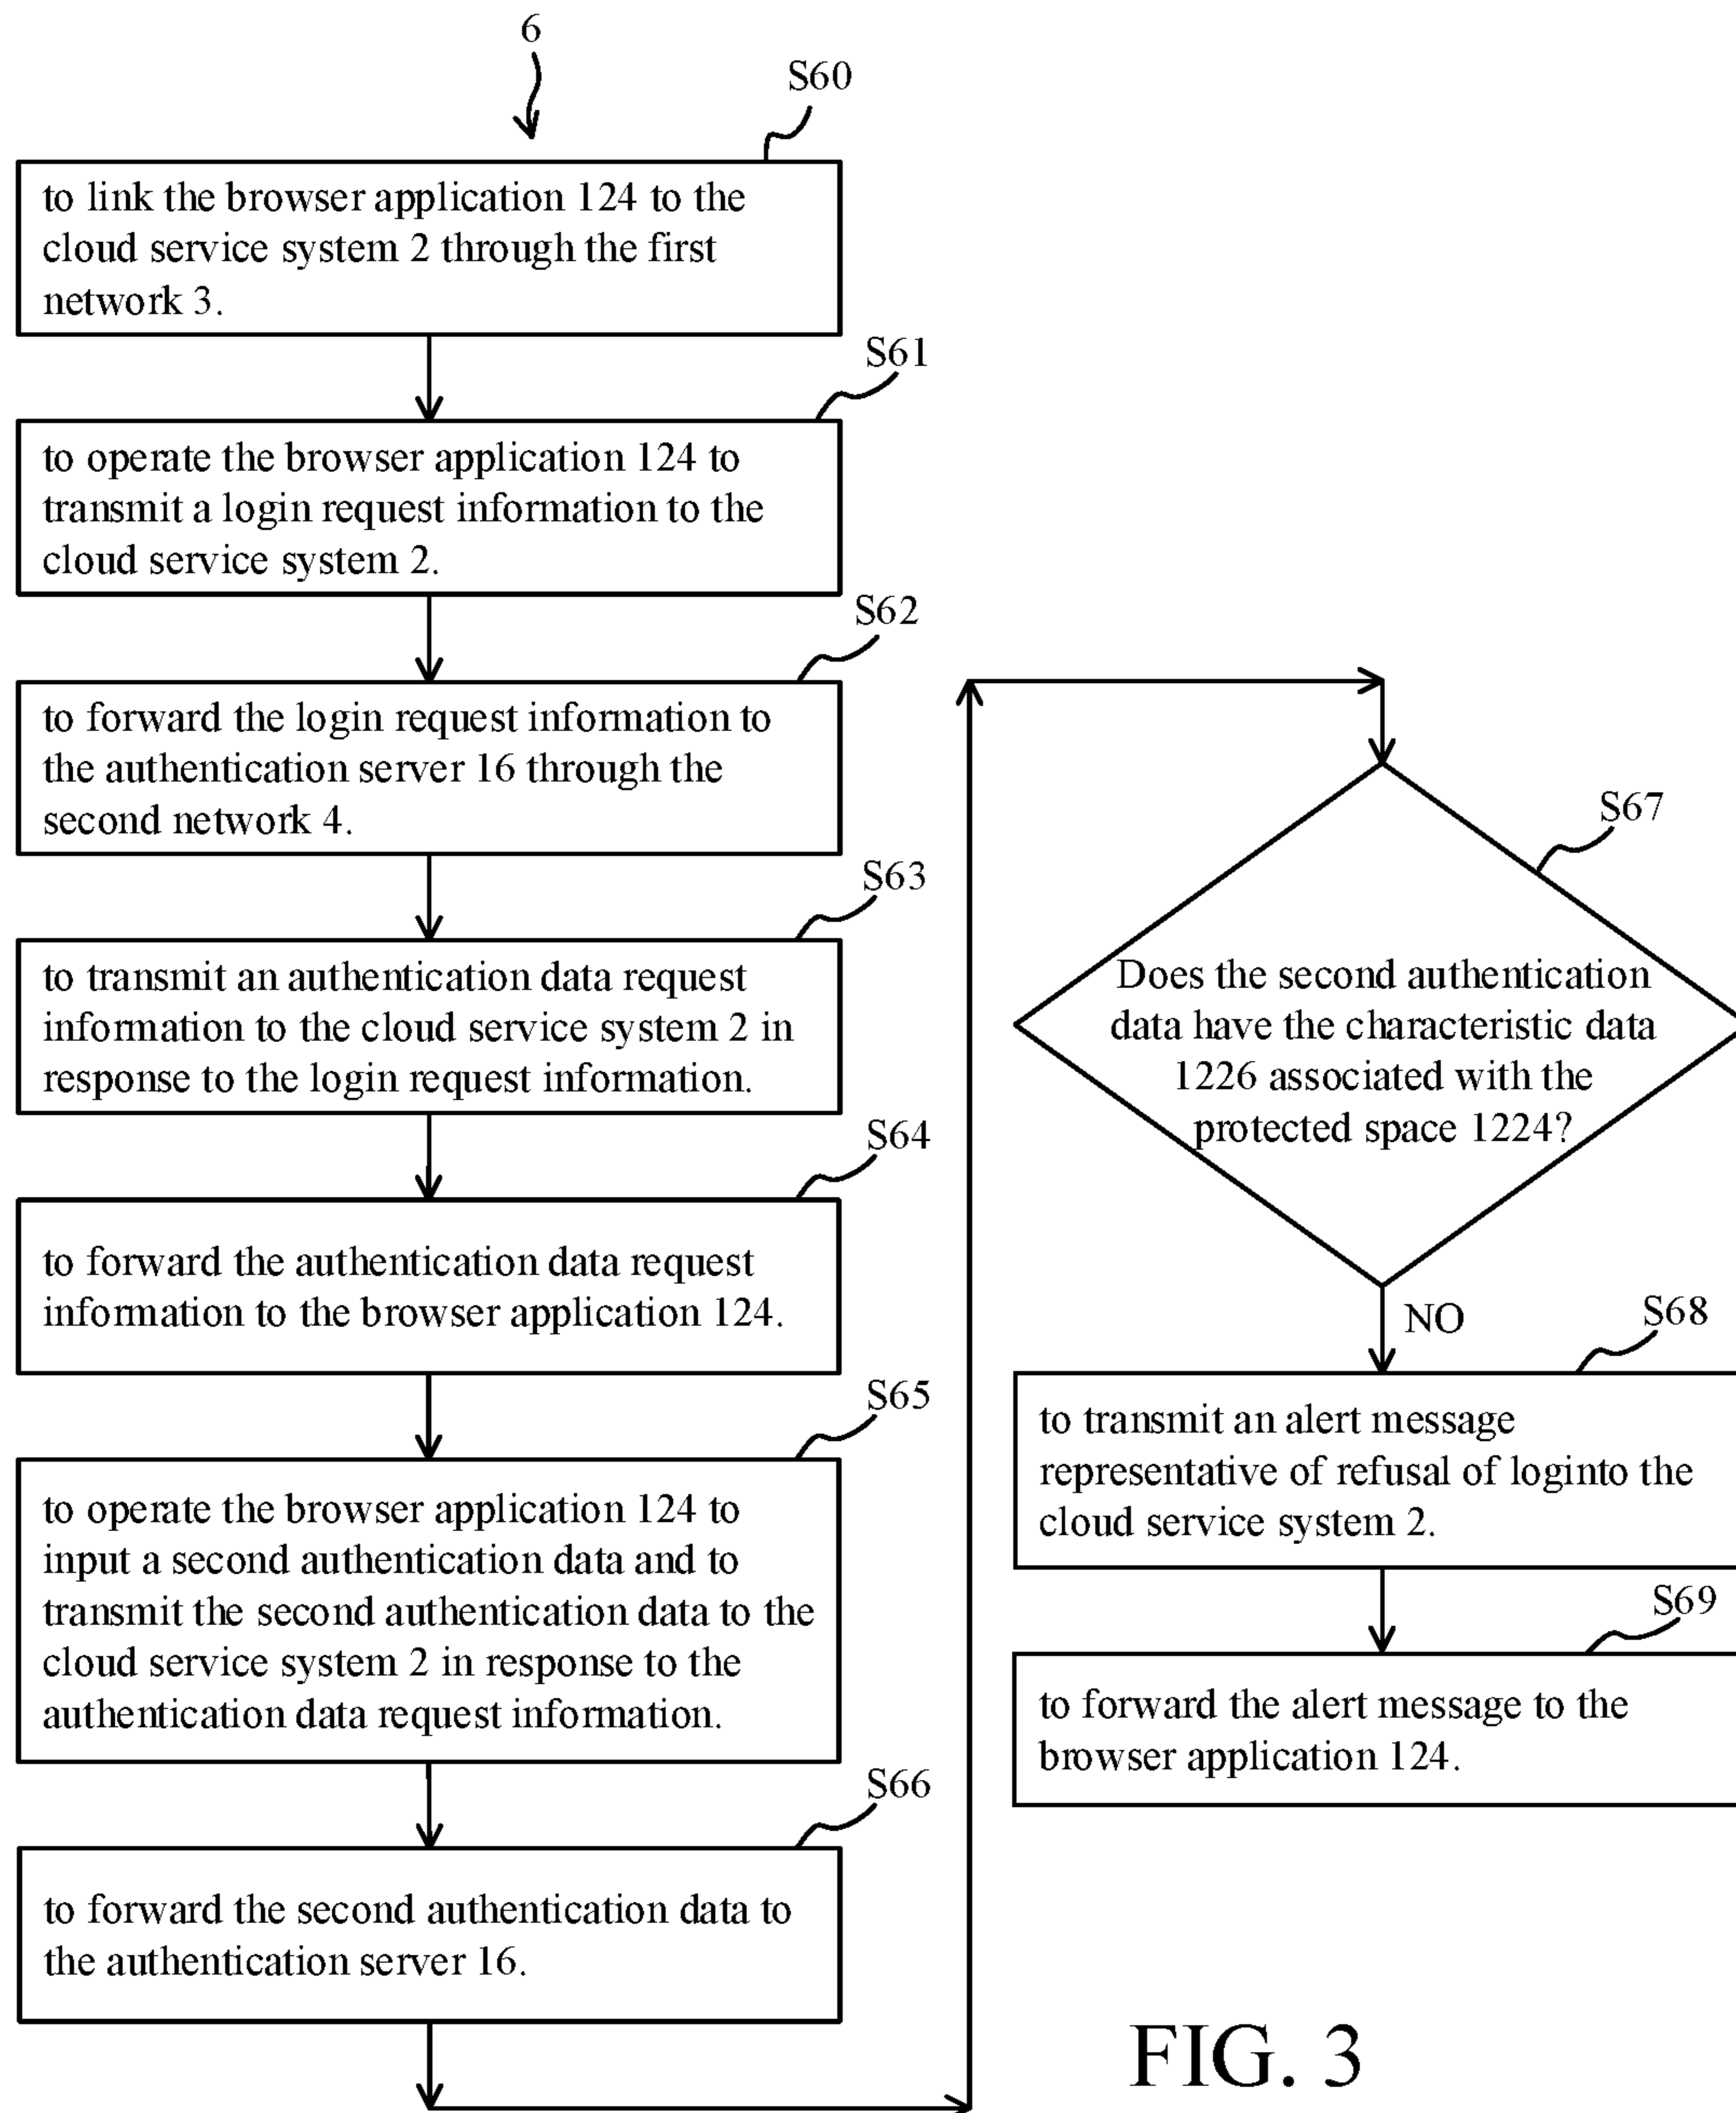 6
S60
to link the browser application 124 to the
cloud service system 2 through the first
network 3.
S61
to operate the browser application 124 to
transmit a login request information to the
cloud service system 2.
S62
to forward the login request information to
the authentication server 16 through the
second network 4.
S63
to transmit an authentication data request
information to the cloud service system 2 in
response to the login request information.
S64
to forward the authentication data request
information to the browser application 124.
S65
to operate the browser application 124 to
input a second authentication data and to
transmit the second authentication data to the
cloud service system 2 in response to the
authentication data request information.
S66
to forward the second authentication data to
the authentication server 16.
S67
Does the second authentication
data have the characteristic data
1226 associated with the
protected space 1224?
NO
S68
to transmit an alert message
representative of refusal of loginto the
cloud service system 2.
S69
to forward the alert message to the
browser application 124.
FIG. 3